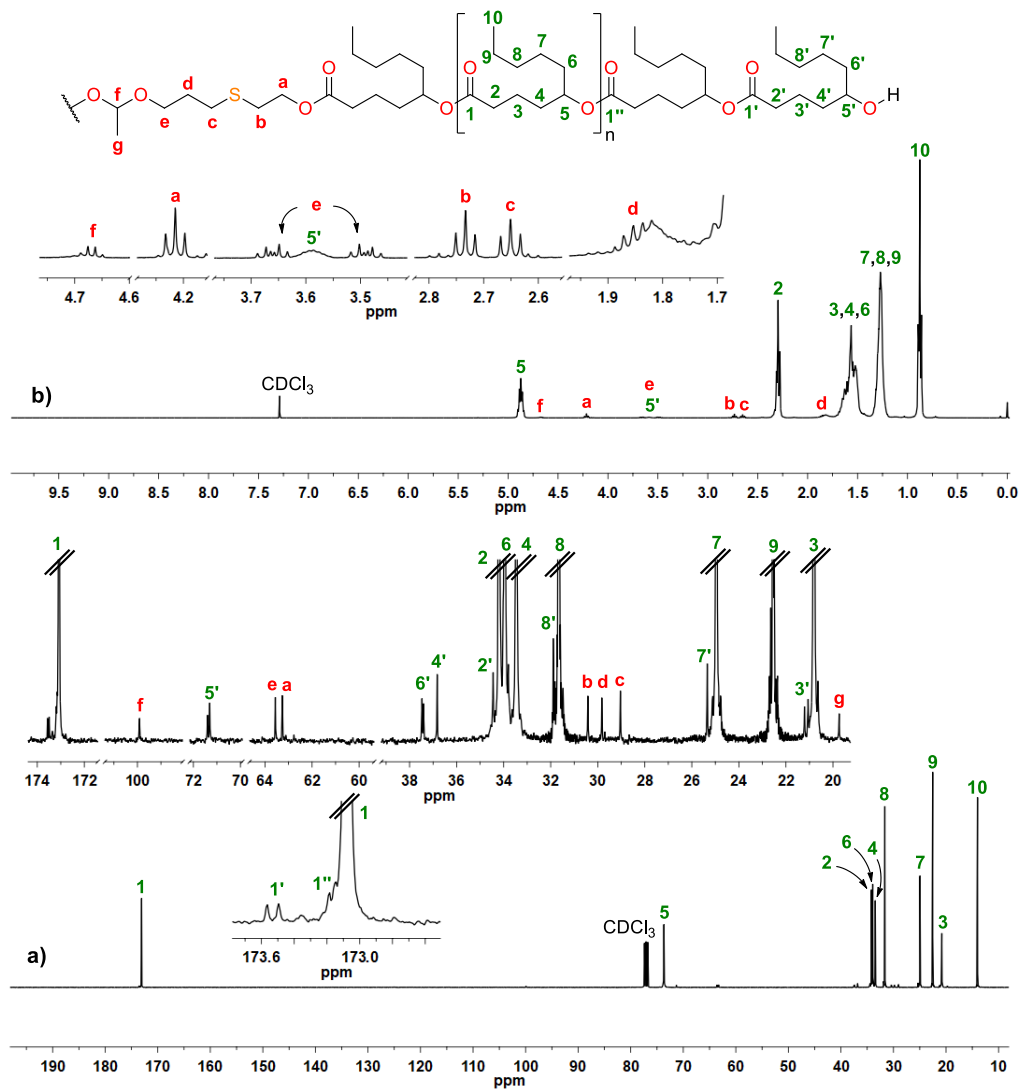 10
9
8
7
6
O
f
O
d
e
c
S
b
a
g
O
O
1
2
3
4
5
n
O
O
1"
O
O
1'
2'
3'
4'
5'
6'
7'
8'
O
H
f
a
e
5'
b
c
d
4.7 4.6 4.2 3.7 3.6 3.5 2.8 2.7 2.6 1.9 1.8 1.7
ppm
b)
CDCl3
5
f
a
e
5'
b c
d
2
3,4,6
7,8,9
10
9.5 9.0 8.5 8.0 7.5 7.0 6.5 6.0 5.5 5.0 4.5 4.0 3.5 3.0 2.5 2.0 1.5 1.0 0.5 0.0
ppm
1
f
5'
e a
6'
4'
2'
2 6 4
8'
8
b d c
7'
7
9
3'
3
g
174 172 100 72 70 64 62 60 38 36 34 32 30 28 26 24 22 20
ppm
a)
1
1'
1"
1
173.6 173.0
ppm
CDCl3
5
2
6
4
8
7
9
3
10
190 180 170 160 150 140 130 120 110 100 90 80 70 60 50 40 30 20 10
ppm